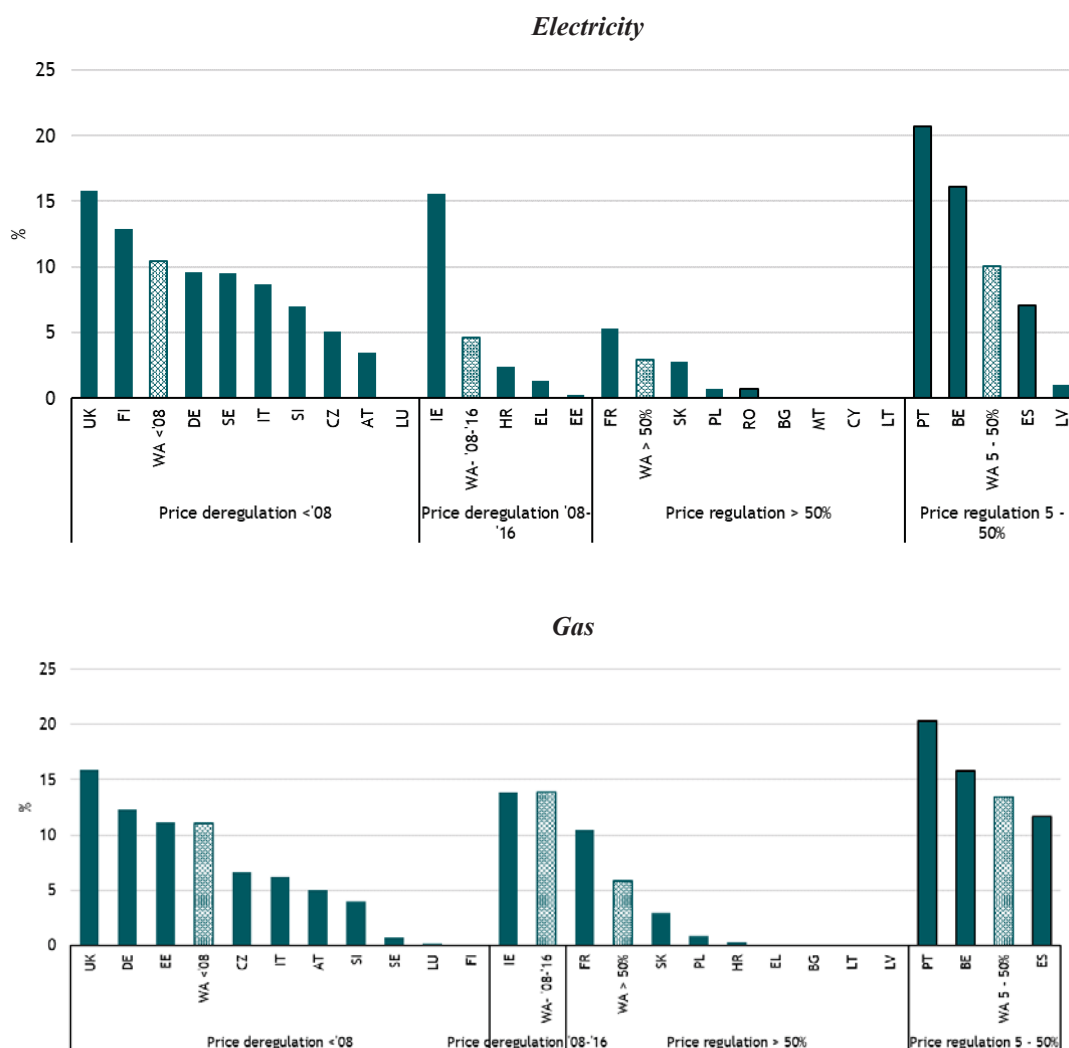 Electricity
25
20
15
10
5
0
%
UK FI WA <'08 DE SE IT SI CZ AT LU IE WA- '08-'16 HR EL EE FR WA > 50% SK PL RO BG MT CY LT PT BE WA 5 - 50% ES LV
Price deregulation <'08 Price deregulation '08- Price regulation > 50% Price regulation 5 -
'16 50%
Gas
25
20
15
10
5
0
%
UK DE EE WA <'08 CZ IT AT SI SE LU FI IE WA- '08-'16 FR WA > 50% SK PL HR EL BG LT LV PT BE WA 5 - 50% ES
Price deregulation <'08 Price deregulation '08-'16 Price regulation > 50% Price regulation 5 - 50%